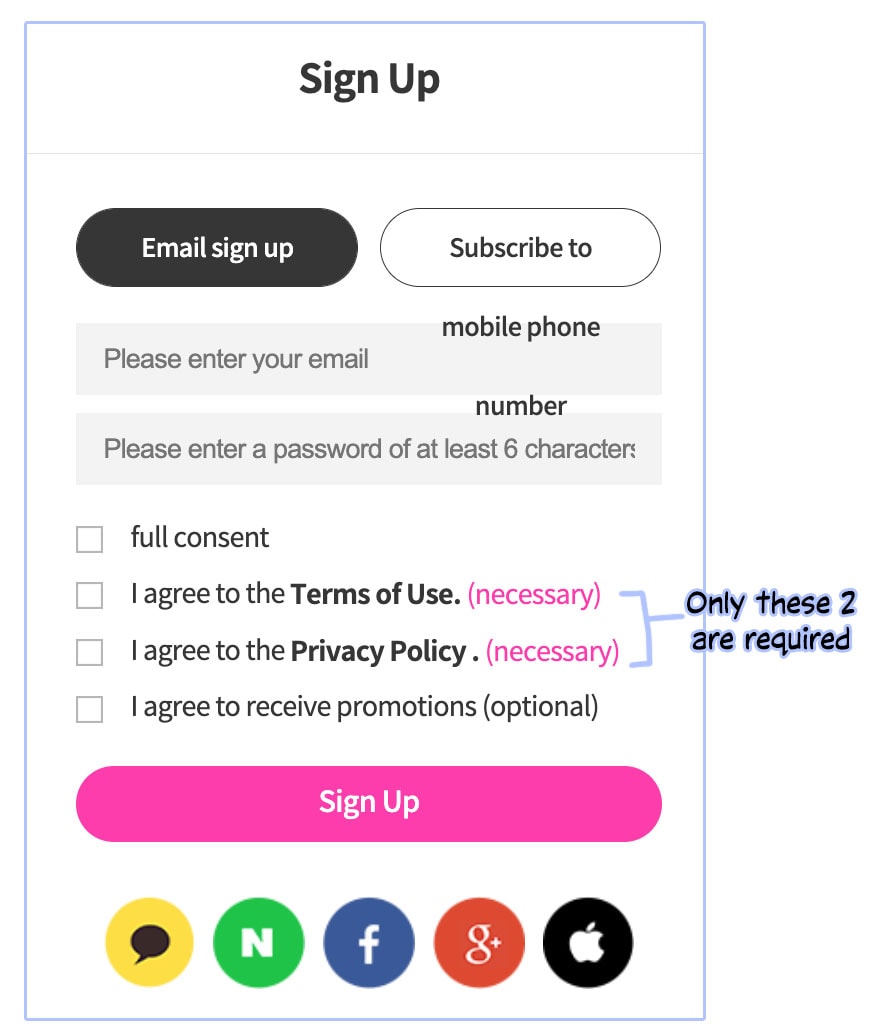 Sign Up
Email sign up
Subscribe to
mobile phone
number
Please enter your email
Please enter a password of at least 6 characters
full consent
I agree to the Terms of Use. (necessary)
I agree to the Privacy Policy . (necessary)
Only these 2
are required
I agree to receive promotions (optional)
Sign Up
N
f
g+